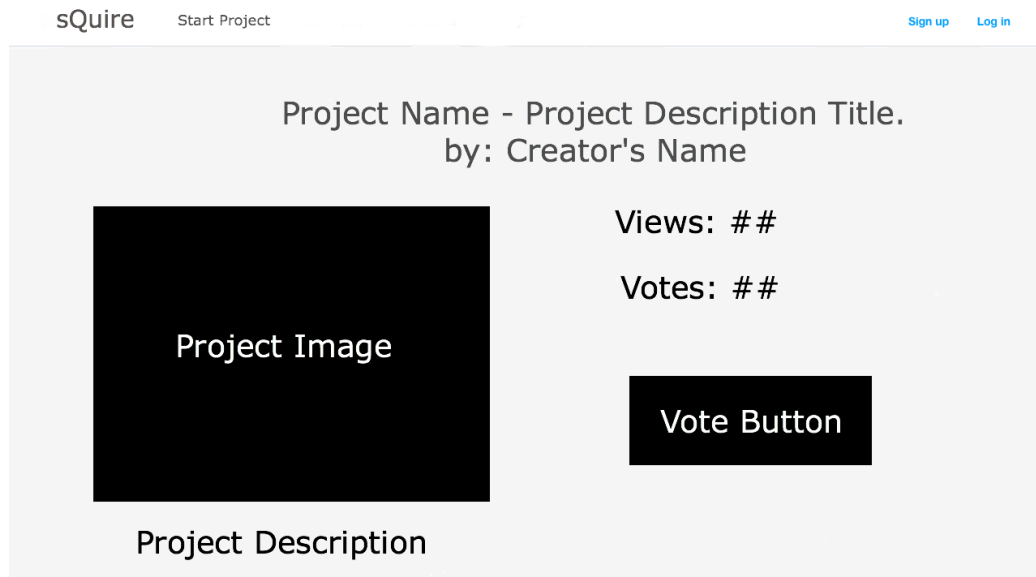 sQuire Start Project Sign up Log in
Project Name - Project Description Title.
by: Creator's Name
Views: ##
Votes: ##
Project Image
Vote Button
Project Description